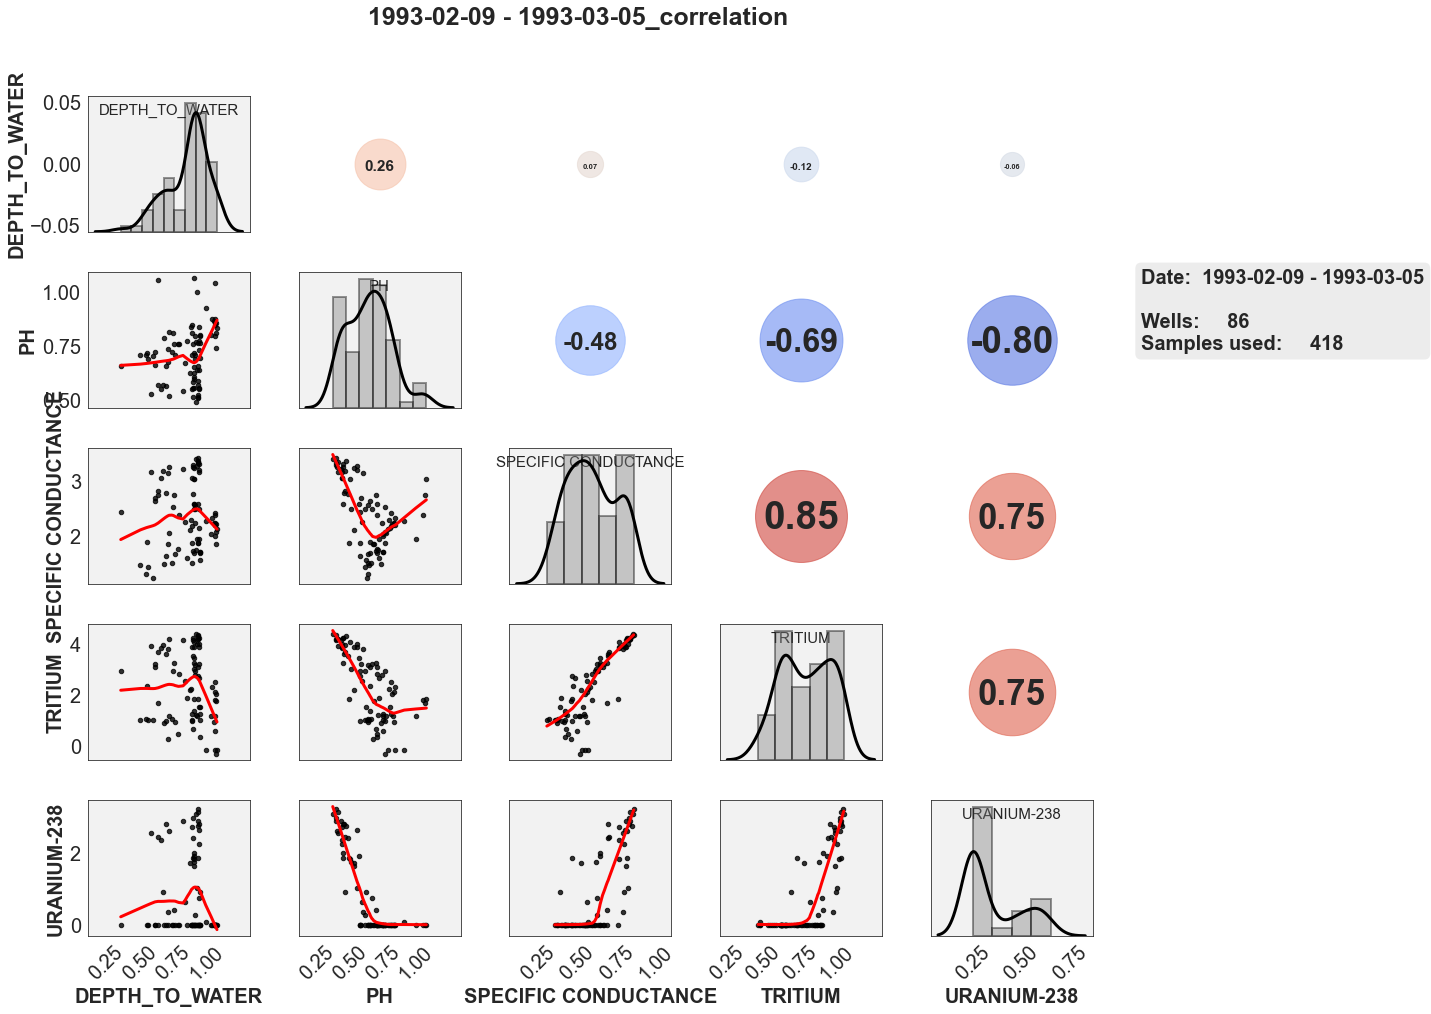 1993-02-09 - 1993-03-05_correlation
DEPTH_TO_WATER
0.05
0.00
−0.05
DEPTH_TO_WATER
0.26
0.07
-0.12
-0.06
PH
1.00
0.75
0.50
PH
-0.48
-0.69
-0.80
Date:  1993-02-09 - 1993-03-05
Wells:     86
Samples used:     418
SPECIFIC CONDUCTANCE
3
2
SPECIFIC CONDUCTANCE
0.85
0.75
TRITIUM
4
2
0
TRITIUM
0.75
URANIUM-238
2
0
URANIUM-238
0.25 0.50 0.75 1.00
0.25 0.50 0.75 1.00
0.25 0.50 0.75 1.00
0.25 0.50 0.75 1.00
0.25 0.50 0.75
DEPTH_TO_WATER
PH
SPECIFIC CONDUCTANCE
TRITIUM
URANIUM-238